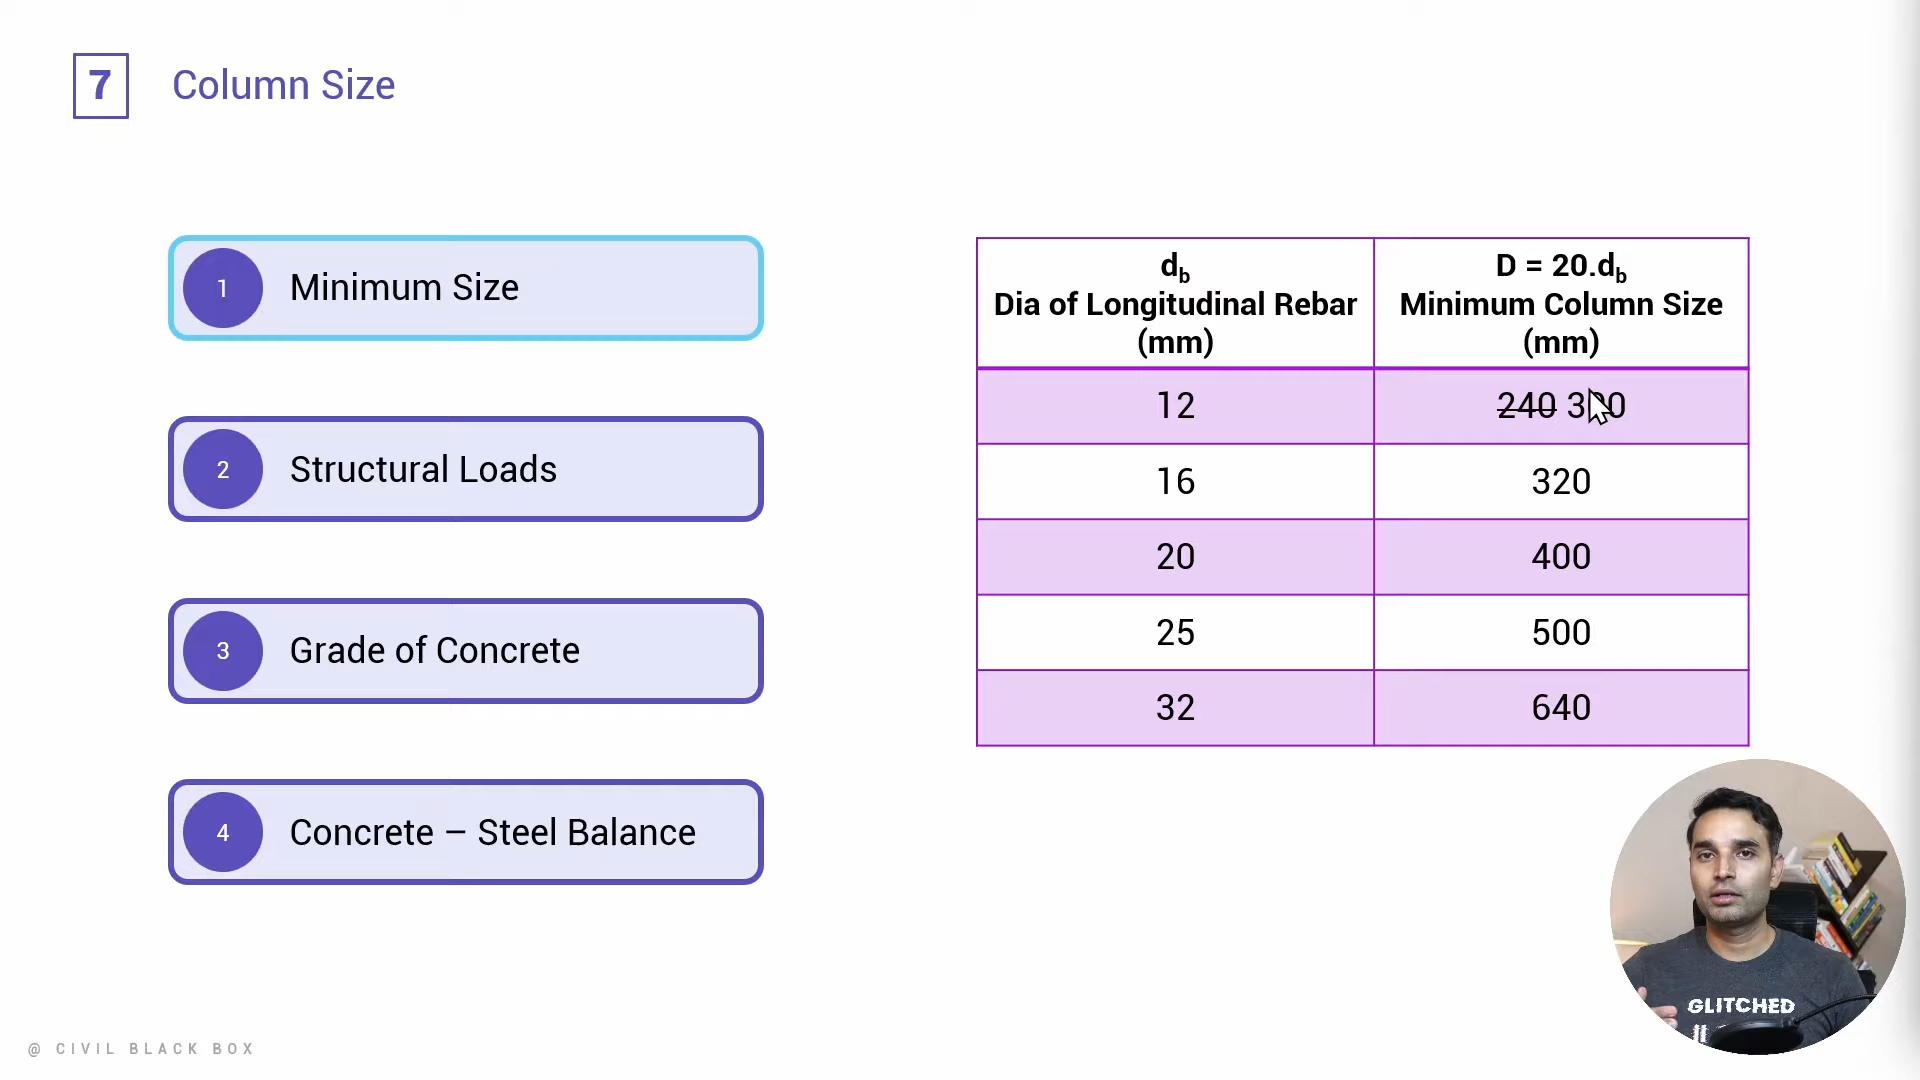 7
Column Size
1
Minimum Size
2
Structural Loads
3
Grade of Concrete
4
Concrete – Steel Balance
db
Dia of Longitudinal Rebar
(mm)
D = 20.db
Minimum Column Size
(mm)
12
240 300
16
320
20
400
25
500
32
640
GLITCHED
@ CIVIL BLACK BOX